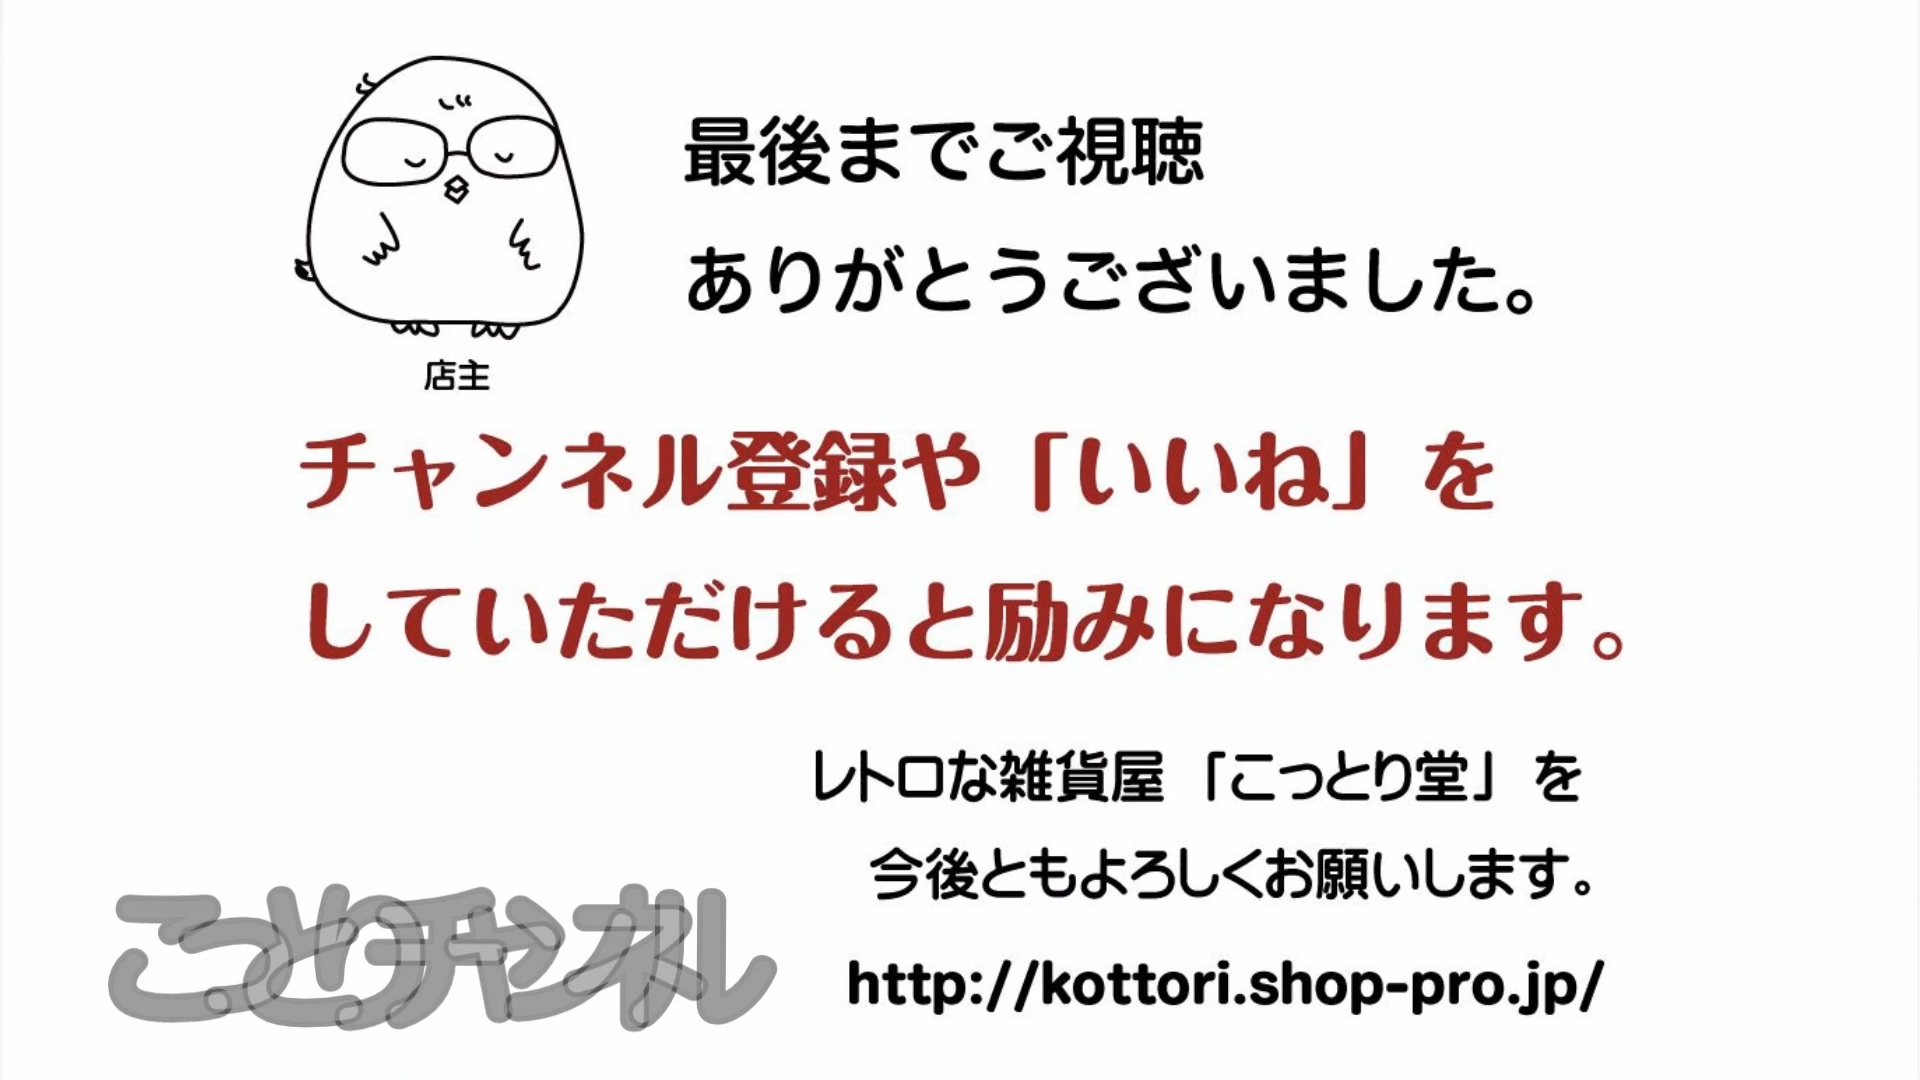 最後までご視聴
ありがとうございました。
店主
チャンネル登録や「いいね」を
していただけると励みになります。
レトロな雑貨屋「こっとり堂」を
今後ともよろしくお願いします。
こっとりチャンネル
http://kottori.shop-pro.jp/